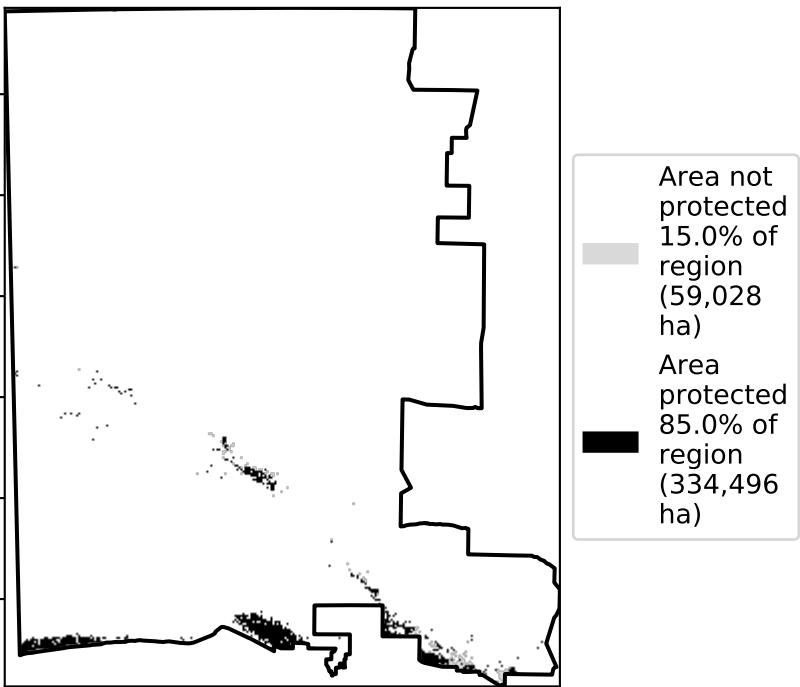 Area not
protected
15.0% of
region
(59,028
ha)
Area
protected
85.0% of
region
(334,496
ha)